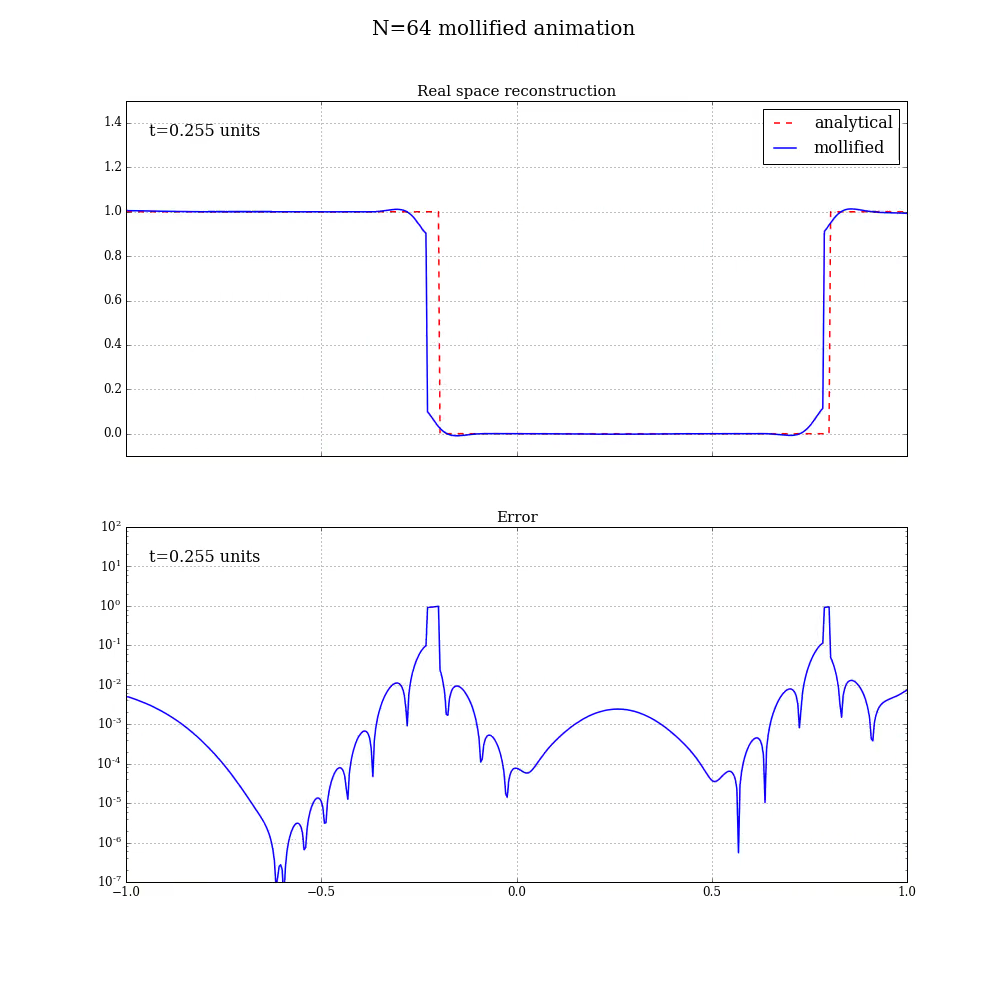 N=64 mollified animation
Real space reconstruction
t=0.255 units
analytical
mollified
1.4
1.2
1.0
0.8
0.6
0.4
0.2
0.0
Error
t=0.255 units
10²
10¹
10⁰
10⁻¹
10⁻²
10⁻³
10⁻⁴
10⁻⁵
10⁻⁶
10⁻⁷
−1.0 −0.5 0.0 0.5 1.0